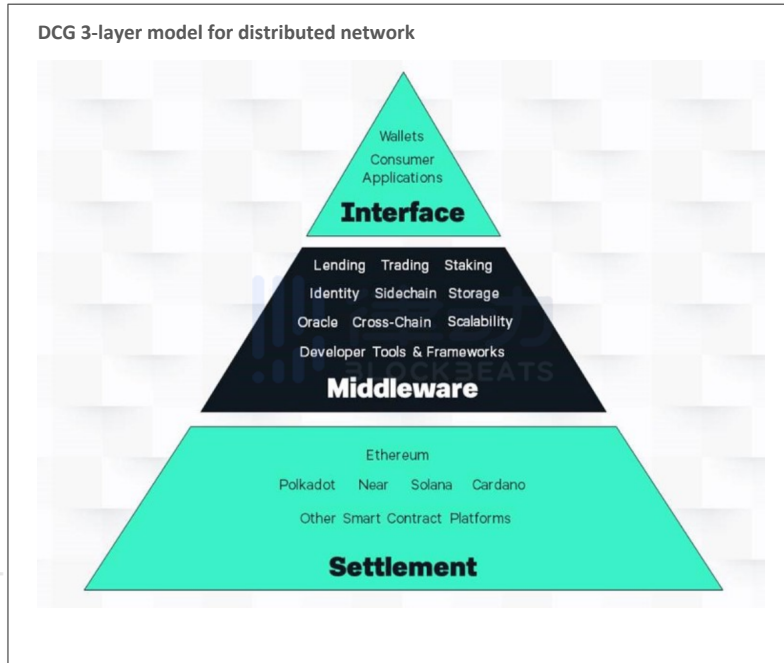 DCG 3-layer model for distributed network
Wallets
Consumer
Applications
Interface
Lending Trading Staking
Identity Sidechain Storage
Oracle Cross-Chain Scalability
Developer Tools & Frameworks
BLOCKBEATS
Middleware
Ethereum
Polkadot Near Solana Cardano
Other Smart Contract Platforms
Settlement